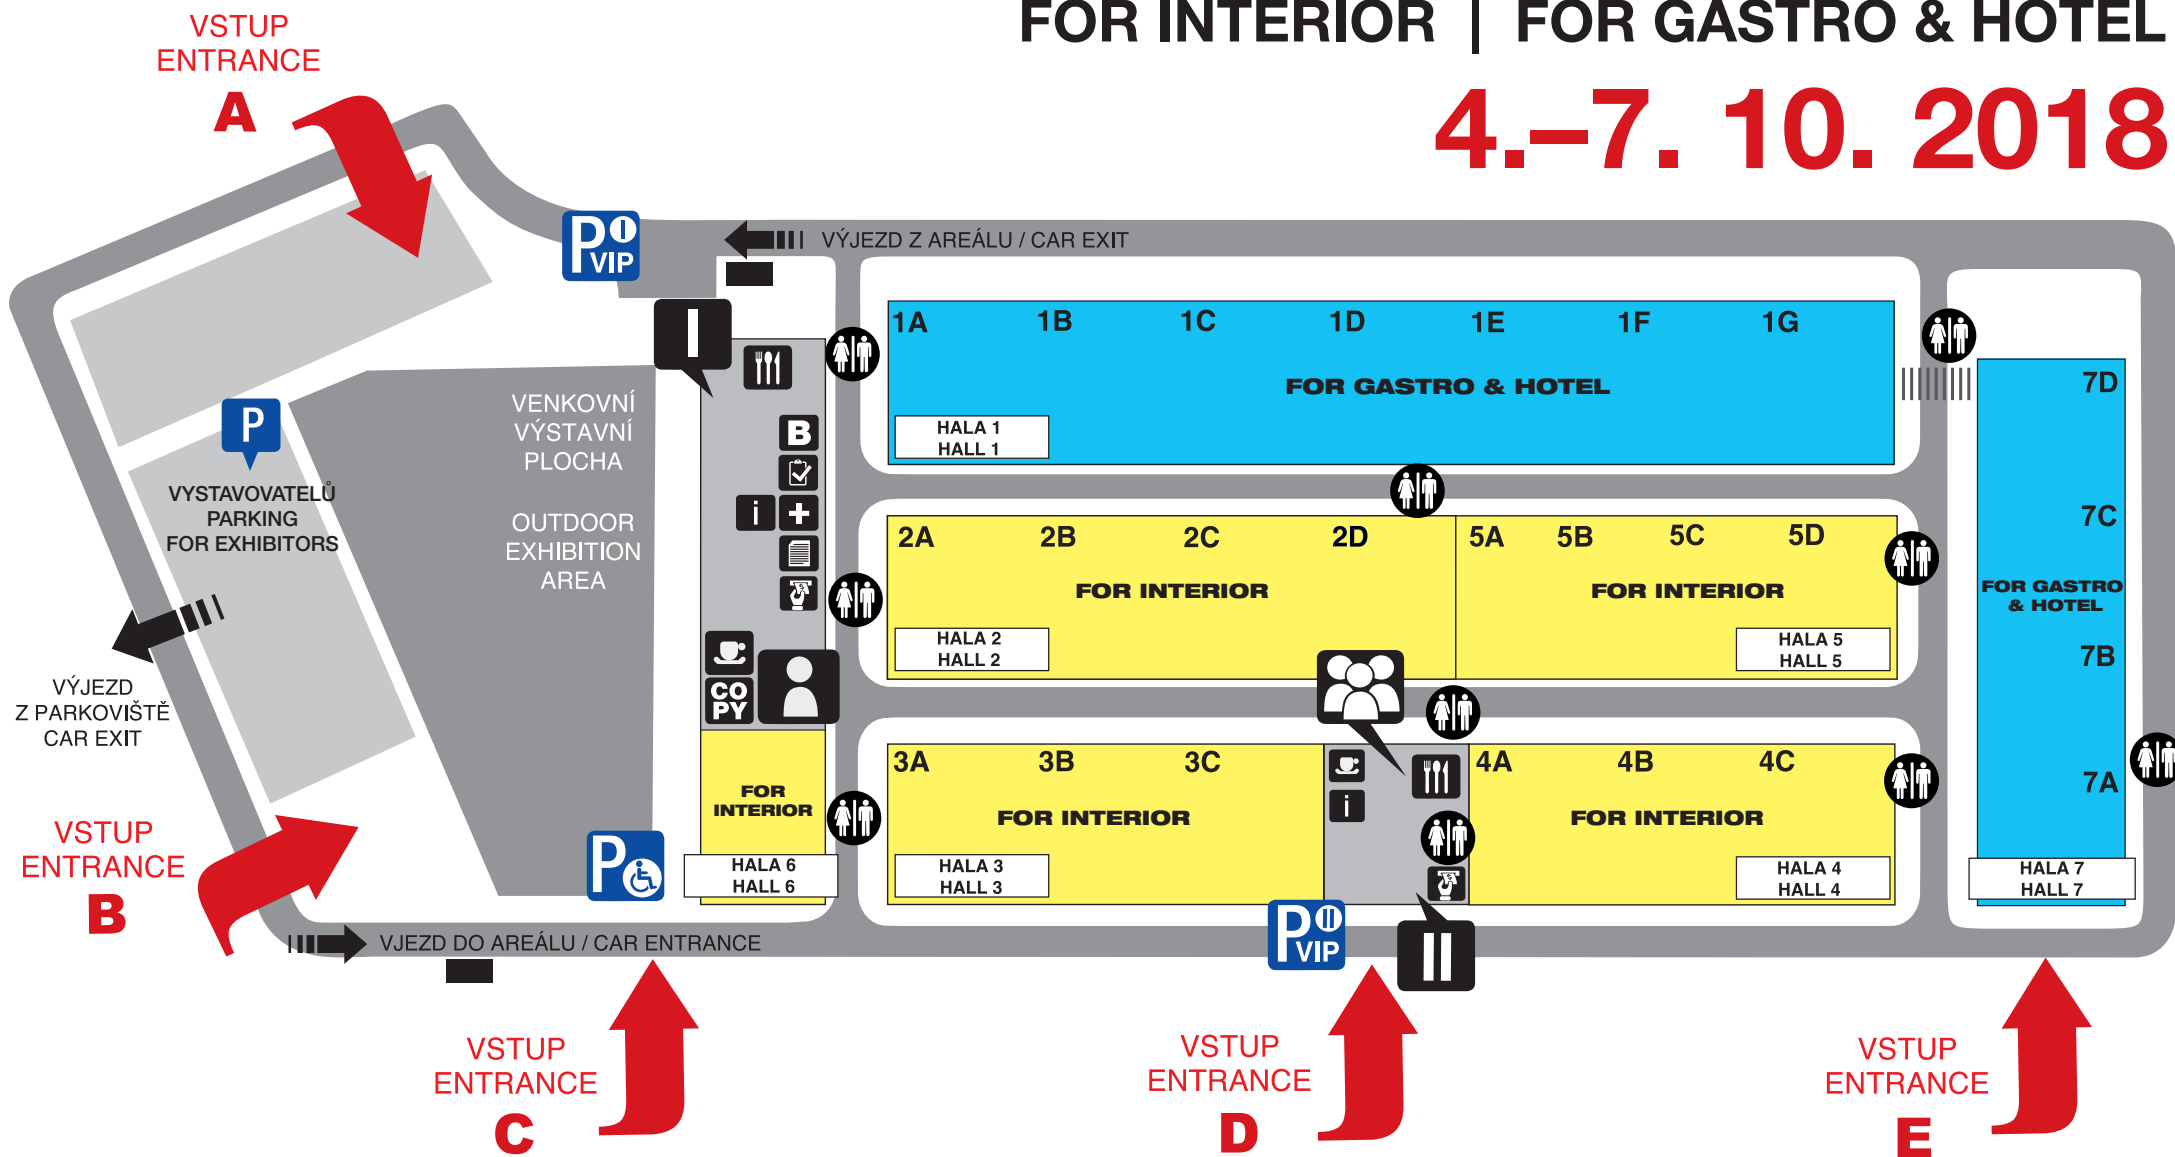 FOR INTERIOR | FOR GASTRO & HOTEL
4.–7. 10. 2018
VSTUP
ENTRANCE
A
P I
VIP
VÝJEZD Z AREÁLU / CAR EXIT
I
1A 1B 1C 1D 1E 1F 1G
FOR GASTRO & HOTEL
HALA 1
HALL 1
VENKOVNÍ
VÝSTAVNÍ
PLOCHA
OUTDOOR
EXHIBITION
AREA
P
VYSTAVOVATELŮ
PARKING
FOR EXHIBITORS
B
i
2A 2B 2C 2D
FOR INTERIOR
HALA 2
HALL 2
5A 5B 5C 5D
FOR INTERIOR
HALA 5
HALL 5
7D
7C
FOR GASTRO
& HOTEL
7B
7A
HALA 7
HALL 7
CO
PY
VÝJEZD
Z PARKOVIŠTĚ
CAR EXIT
FOR
INTERIOR
HALA 6
HALL 6
3A 3B 3C
FOR INTERIOR
HALA 3
HALL 3
i
4A 4B 4C
FOR INTERIOR
HALA 4
HALL 4
VSTUP
ENTRANCE
B
P
P II
VIP
II
VJEZD DO AREÁLU / CAR ENTRANCE
VSTUP
ENTRANCE
C
VSTUP
ENTRANCE
D
VSTUP
ENTRANCE
E